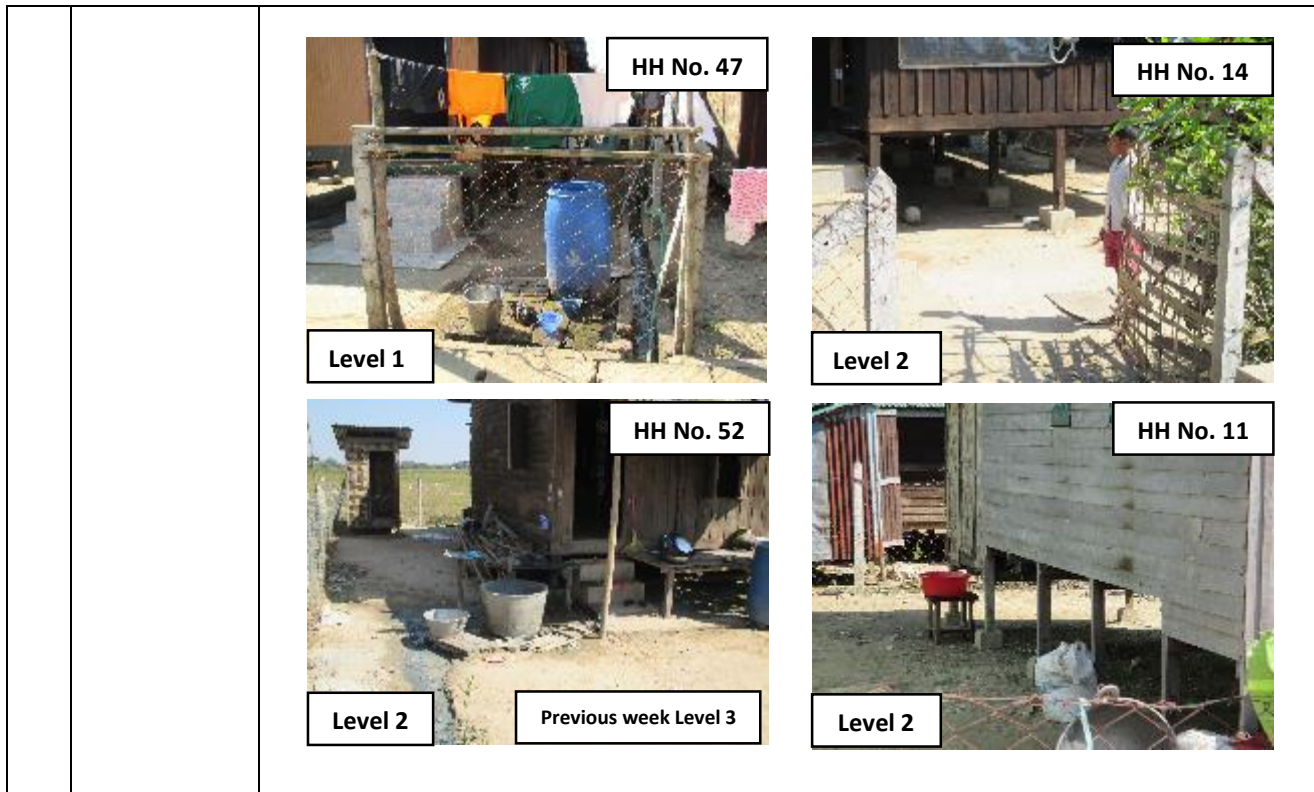 HH No. 47
Level 1
HH No. 14
Level 2
HH No. 52
Level 2
Previous week Level 3
HH No. 11
Level 2